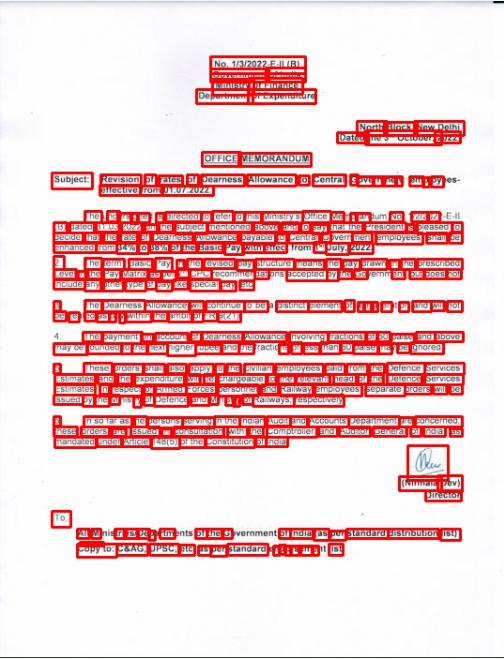 No. 1/3/2022-E-II (B)
Government of India
Ministry of Finance
Department of Expenditure
North Block, New Delhi
Dated the 3rd October, 2022
OFFICE MEMORANDUM
Subject: Revision of rates of Dearness Allowance to Central Government employees-
effective from 01.07.2022.
The directed to refer to this Ministry's Office Memorandum No. E-II
(B) dated 31.03.2022 on the subject mentioned above and to say that the President is pleased to
decide that the rate of Dearness Allowance payable to Central Government employees shall be
enhanced from 34% to 38% of the Basic Pay with effect from 1st July, 2022.
2. The term 'Basic Pay' in the revised pay structure means the pay drawn in the prescribed
Level in the Pay Matrix as per CPC recommendations accepted by the Government, but does not
include any other type of pay like special pay, etc.
The Dearness Allowance will continue to be a distinct element of and will not
be as within the ambit of FR 9(21).
4. The payment on account of Dearness Allowance involving fractions of 50 paise and above
may be rounded to the next higher rupee and the fractions of less than 50 paise may be ignored.
These orders shall also apply to the civilian employees paid from the Defence Services
Estimates and the expenditure will be chargeable to the relevant head of the Defence Services
Estimates. In respect of Armed Forces personnel and Railway employees, separate orders will be
issued by the Ministry of Defence and Ministry of Railways, respectively.
In so far as the persons serving in the Indian Audit and Accounts Department are concerned,
these orders are issued in consultation with the Comptroller and Auditor General of India, as
mandated under Article 148(5) of the Constitution of India.
(Nirmala Dev)
Director
To,
All Ministries/Departments of the Government of India (as per standard distribution list)
Copy to: C&AG, UPSC, etc. as per standard endorsement list